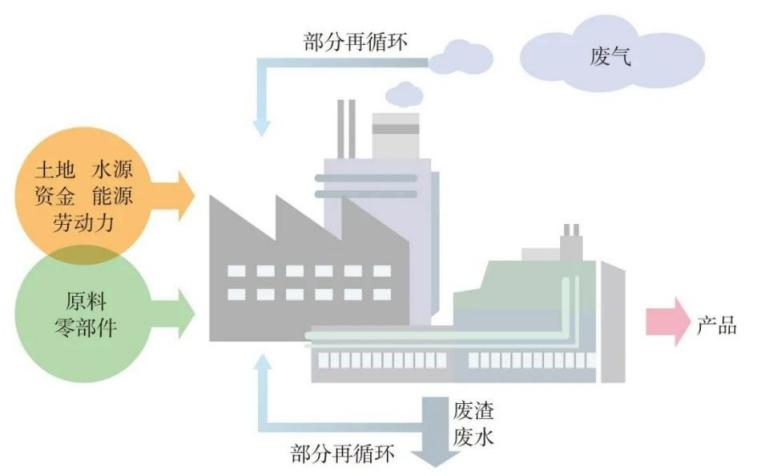 部分再循环
废气
土地 水源
资金 能源
劳动力
原料
零部件
产品
废渣
废水
部分再循环